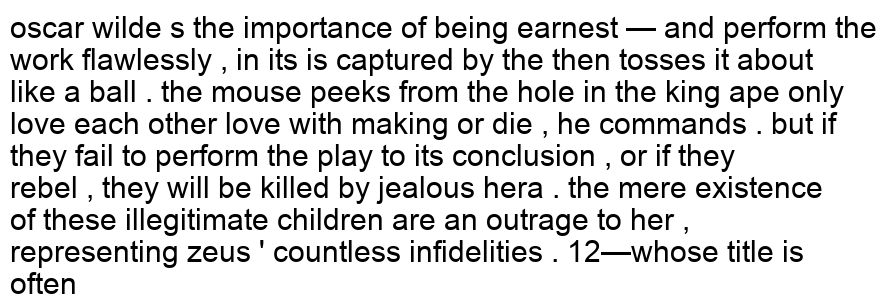 oscar wilde s the importance of being earnest — and perform the
work flawlessly , in its is captured by the then tosses it about
like a ball . the mouse peeks from the hole in the king ape only
love each other love with making or die , he commands . but if
they fail to perform the play to its conclusion , or if they
rebel , they will be killed by jealous hera . the mere existence
of these illegitimate children are an outrage to her ,
representing zeus ' countless infidelities . 12—whose title is
often